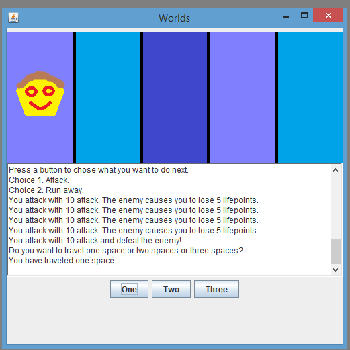 Worlds
Press a button to chose what you want to do next.
Choice 1. Attack.
Choice 2. Run away
You attack with 10 attack. The enemy causes you to lose 5 lifepoints.
You attack with 10 attack. The enemy causes you to lose 5 lifepoints.
You attack with 10 attack. The enemy causes you to lose 5 lifepoints.
You attack with 10 attack. The enemy causes you to lose 5 lifepoints.
You attack with 10 attack and defeat the enemy!
Do you want to travel one space or two spaces or three spaces?
You have traveled one space
One Two Three